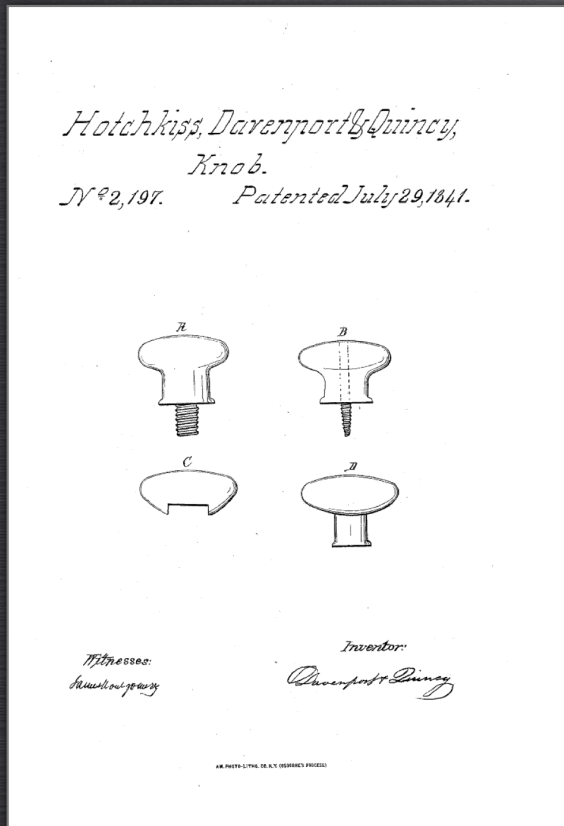 Hotchkiss, Davenport & Quincy,
Knob.
Nº 2,197. Patented July 29, 1841.
A B
C D
Witnesses: Inventor:
Davenport & Quincy
AM. PHOTO-LITHO. CO. N.Y. (OSBORNE'S PROCESS)